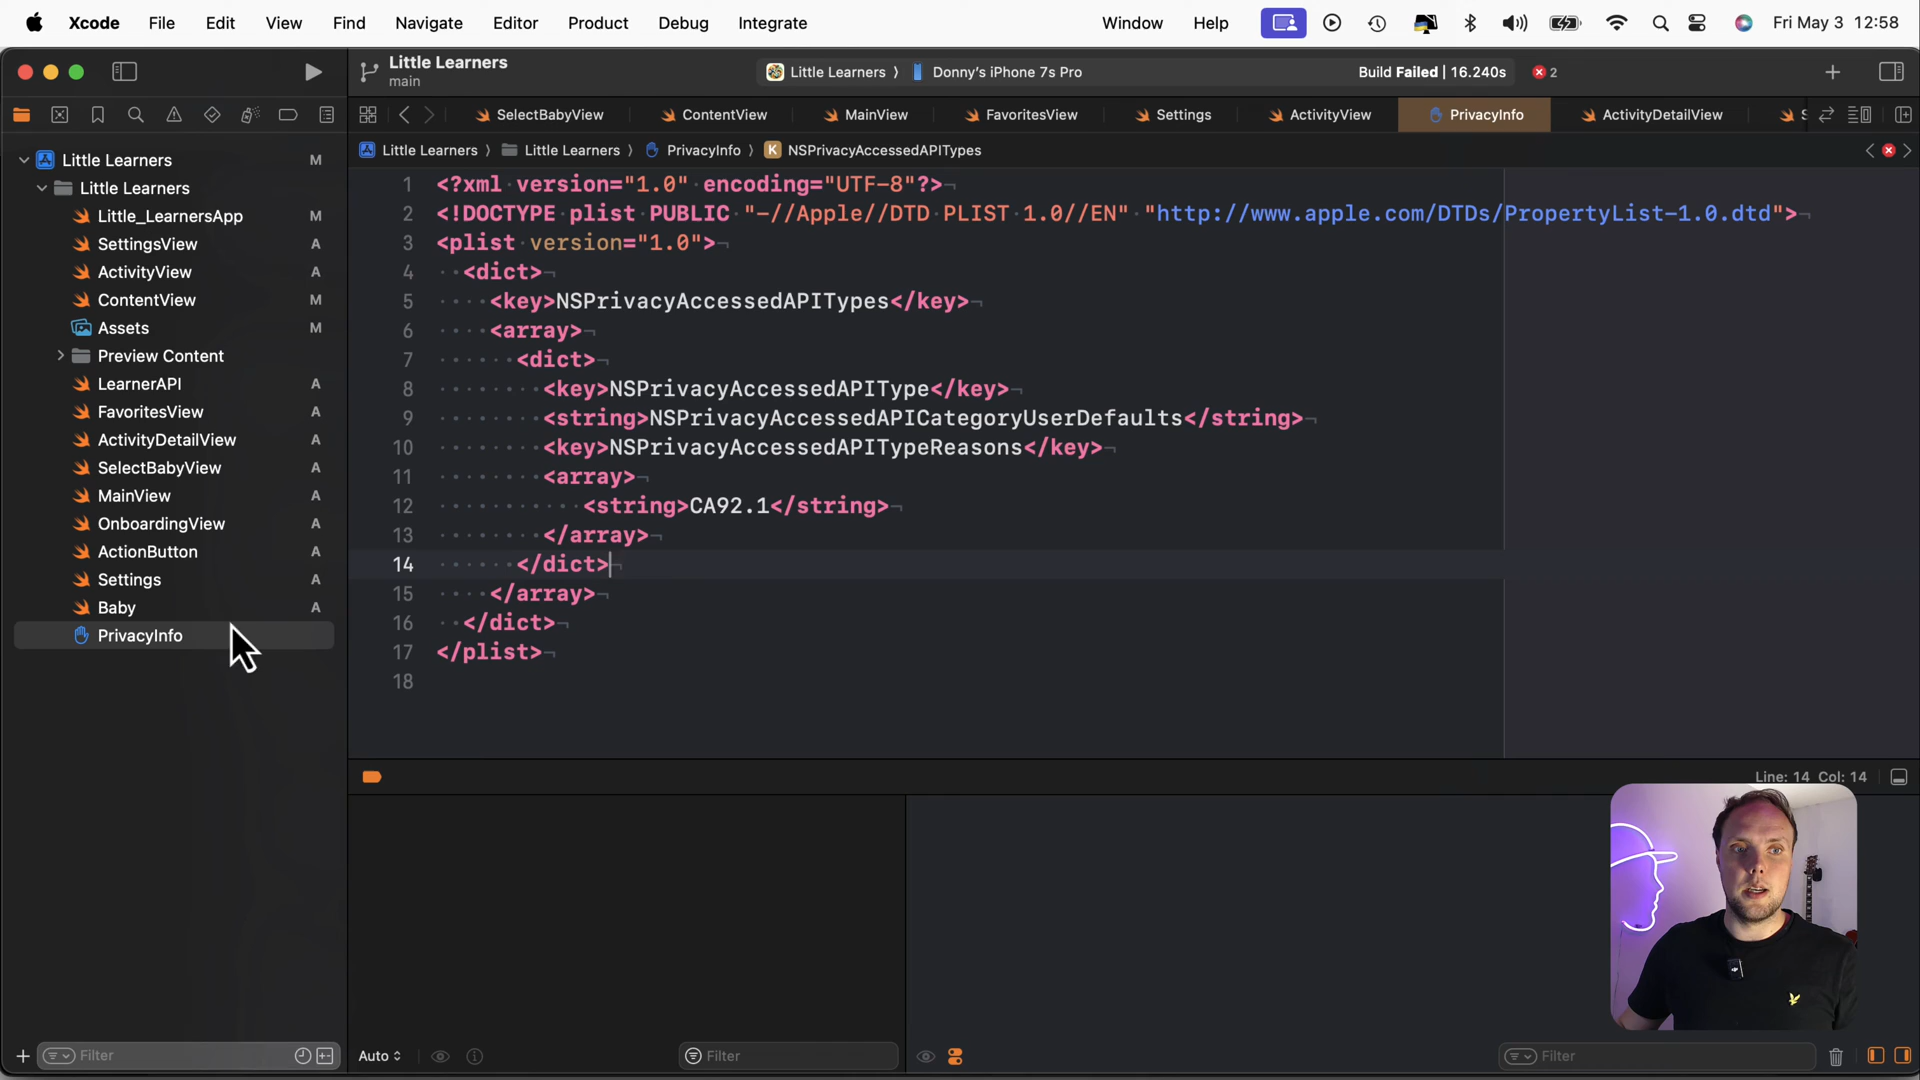 Xcode File Edit View Find Navigate Editor Product Debug Integrate Window Help Fri May 3 12:58
Little Learners
main
Little Learners 〉 Donny’s iPhone 7s Pro
Build Failed | 16.240s 2
SelectBabyView ContentView MainView FavoritesView Settings ActivityView PrivacyInfo ActivityDetailView
Little Learners 〉 Little Learners 〉 PrivacyInfo 〉 K NSPrivacyAccessedAPITypes
Little Learners M
Little Learners
Little_LearnersApp M
SettingsView A
ActivityView A
ContentView M
Assets M
Preview Content
LearnerAPI A
FavoritesView A
ActivityDetailView A
SelectBabyView A
MainView A
OnboardingView A
ActionButton A
Settings A
Baby A
PrivacyInfo
Filter
1 <?xml version="1.0" encoding="UTF-8"?>
2 <!DOCTYPE plist PUBLIC "-//Apple//DTD PLIST 1.0//EN" "http://www.apple.com/DTDs/PropertyList-1.0.dtd">
3 <plist version="1.0">
4 <dict>
5 <key>NSPrivacyAccessedAPITypes</key>
6 <array>
7 <dict>
8 <key>NSPrivacyAccessedAPIType</key>
9 <string>NSPrivacyAccessedAPICategoryUserDefaults</string>
10 <key>NSPrivacyAccessedAPITypeReasons</key>
11 <array>
12 <string>CA92.1</string>
13 </array>
14 </dict>
15 </array>
16 </dict>
17 </plist>
18
Line: 14 Col: 14
Auto
Filter
Filter